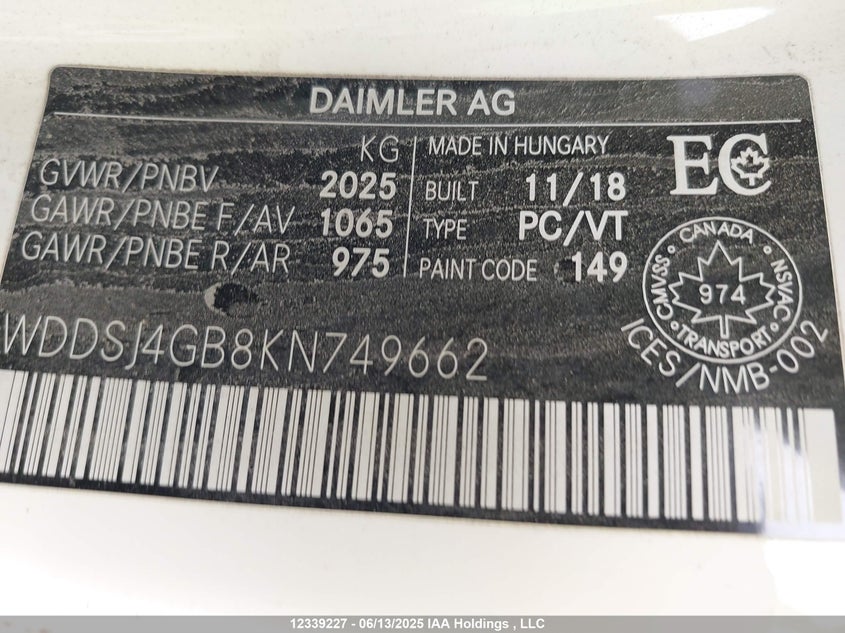 DAIMLER AG
KG
GVWR/PNBV 2025
GAWR/PNBE F/AV 1065
GAWR/PNBE R/AR 975
MADE IN HUNGARY
BUILT 11/18
TYPE PC/VT
PAINT CODE 149
EC
CANADA
CMVSS 974 NSVAC
TRANSPORT
ICES/NMB-002
WDDSJ4GB8KN749662
12339227 - 06/13/2025 IAA Holdings , LLC